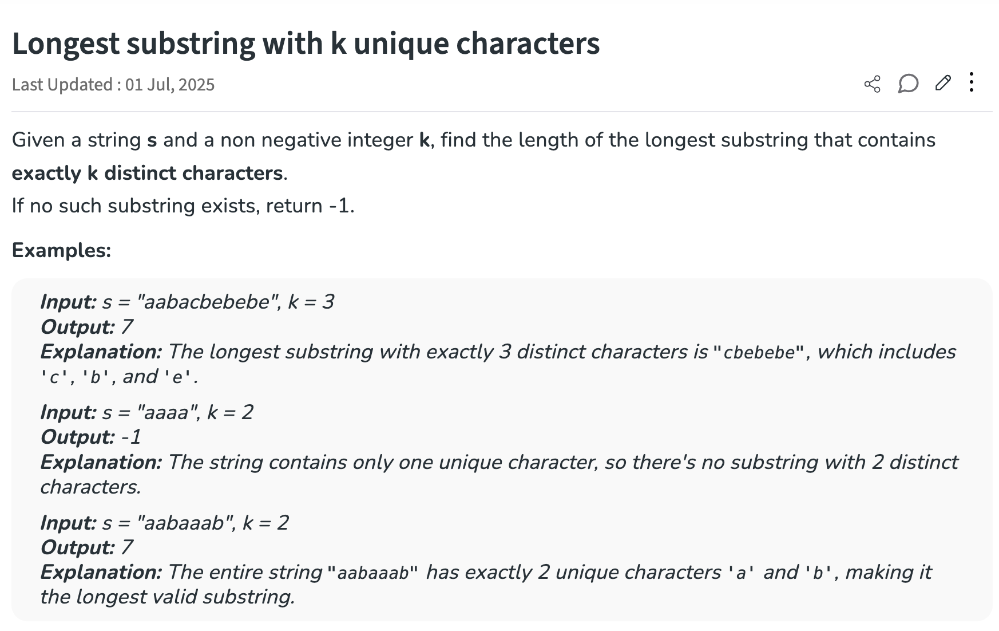 Longest substring with k unique characters
Last Updated : 01 Jul, 2025
Given a string s and a non negative integer k, find the length of the longest substring that contains
exactly k distinct characters.
If no such substring exists, return -1.
Examples:
Input: s = "aabacbebebe", k = 3
Output: 7
Explanation: The longest substring with exactly 3 distinct characters is "cbebebe", which includes
'c', 'b', and 'e'.
Input: s = "aaaa", k = 2
Output: -1
Explanation: The string contains only one unique character, so there's no substring with 2 distinct
characters.
Input: s = "aabaaab", k = 2
Output: 7
Explanation: The entire string "aabaaab" has exactly 2 unique characters 'a' and 'b', making it
the longest valid substring.